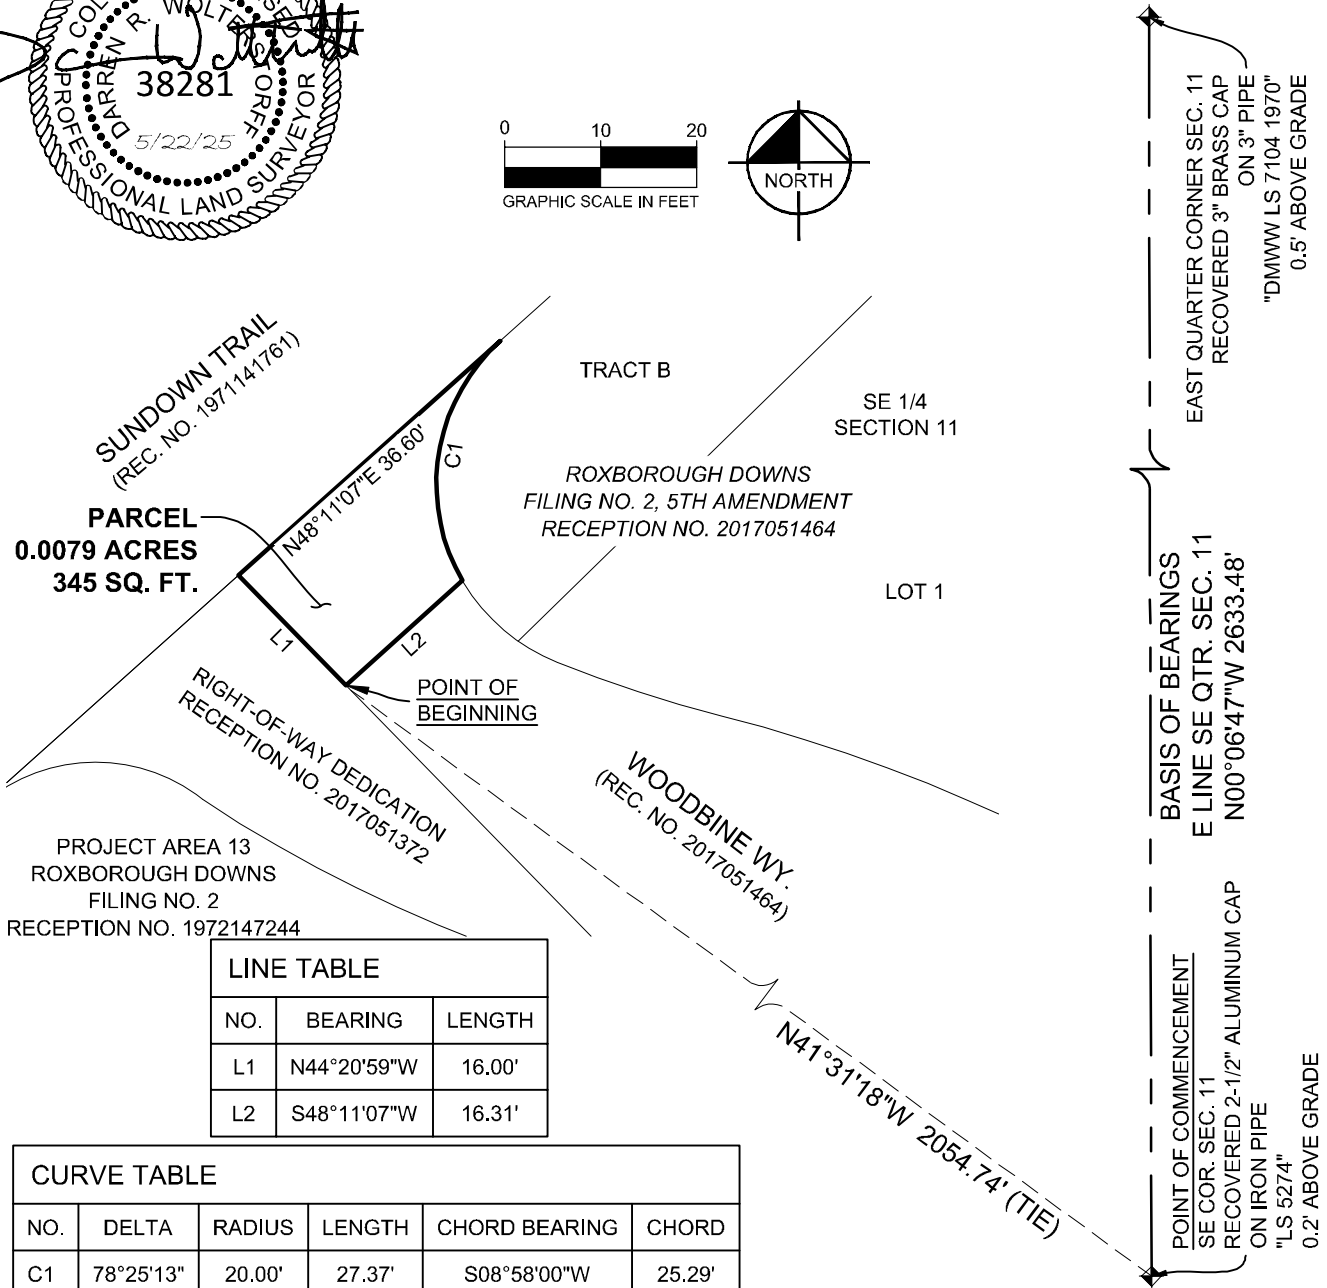 DARREN R. WOLTERSTORFF
38281
5/22/25
PROFESSIONAL LAND SURVEYOR
0 10 20
GRAPHIC SCALE IN FEET
NORTH
EAST QUARTER CORNER SEC. 11
RECOVERED 3" BRASS CAP
ON 3" PIPE
"DMWW LS 7104 1970"
0.5' ABOVE GRADE
SUNDOWN TRAIL
(REC. NO. 1971141761)
TRACT B
SE 1/4
SECTION 11
N48°11'07"E 36.60'
C1
ROXBOROUGH DOWNS
FILING NO. 2, 5TH AMENDMENT
RECEPTION NO. 2017051464
PARCEL
0.0079 ACRES
345 SQ. FT.
LOT 1
L1
L2
POINT OF
BEGINNING
RIGHT-OF-WAY DEDICATION
RECEPTION NO. 2017051372
WOODBINE WY.
(REC. NO. 2017051464)
BASIS OF BEARINGS
E LINE SE QTR. SEC. 11
N00°06'47"W 2633.48'
PROJECT AREA 13
ROXBOROUGH DOWNS
FILING NO. 2
RECEPTION NO. 1972147244
N41°31'18"W 2054.74' (TIE)
POINT OF COMMENCEMENT
SE COR. SEC. 11
RECOVERED 2-1/2" ALUMINUM CAP
ON IRON PIPE
"LS 5274"
0.2' ABOVE GRADE
LINE TABLE
NO. BEARING LENGTH
L1 N44°20'59"W 16.00'
L2 S48°11'07"W 16.31'
CURVE TABLE
NO. DELTA RADIUS LENGTH CHORD BEARING CHORD
C1 78°25'13" 20.00' 27.37' S08°58'00"W 25.29'